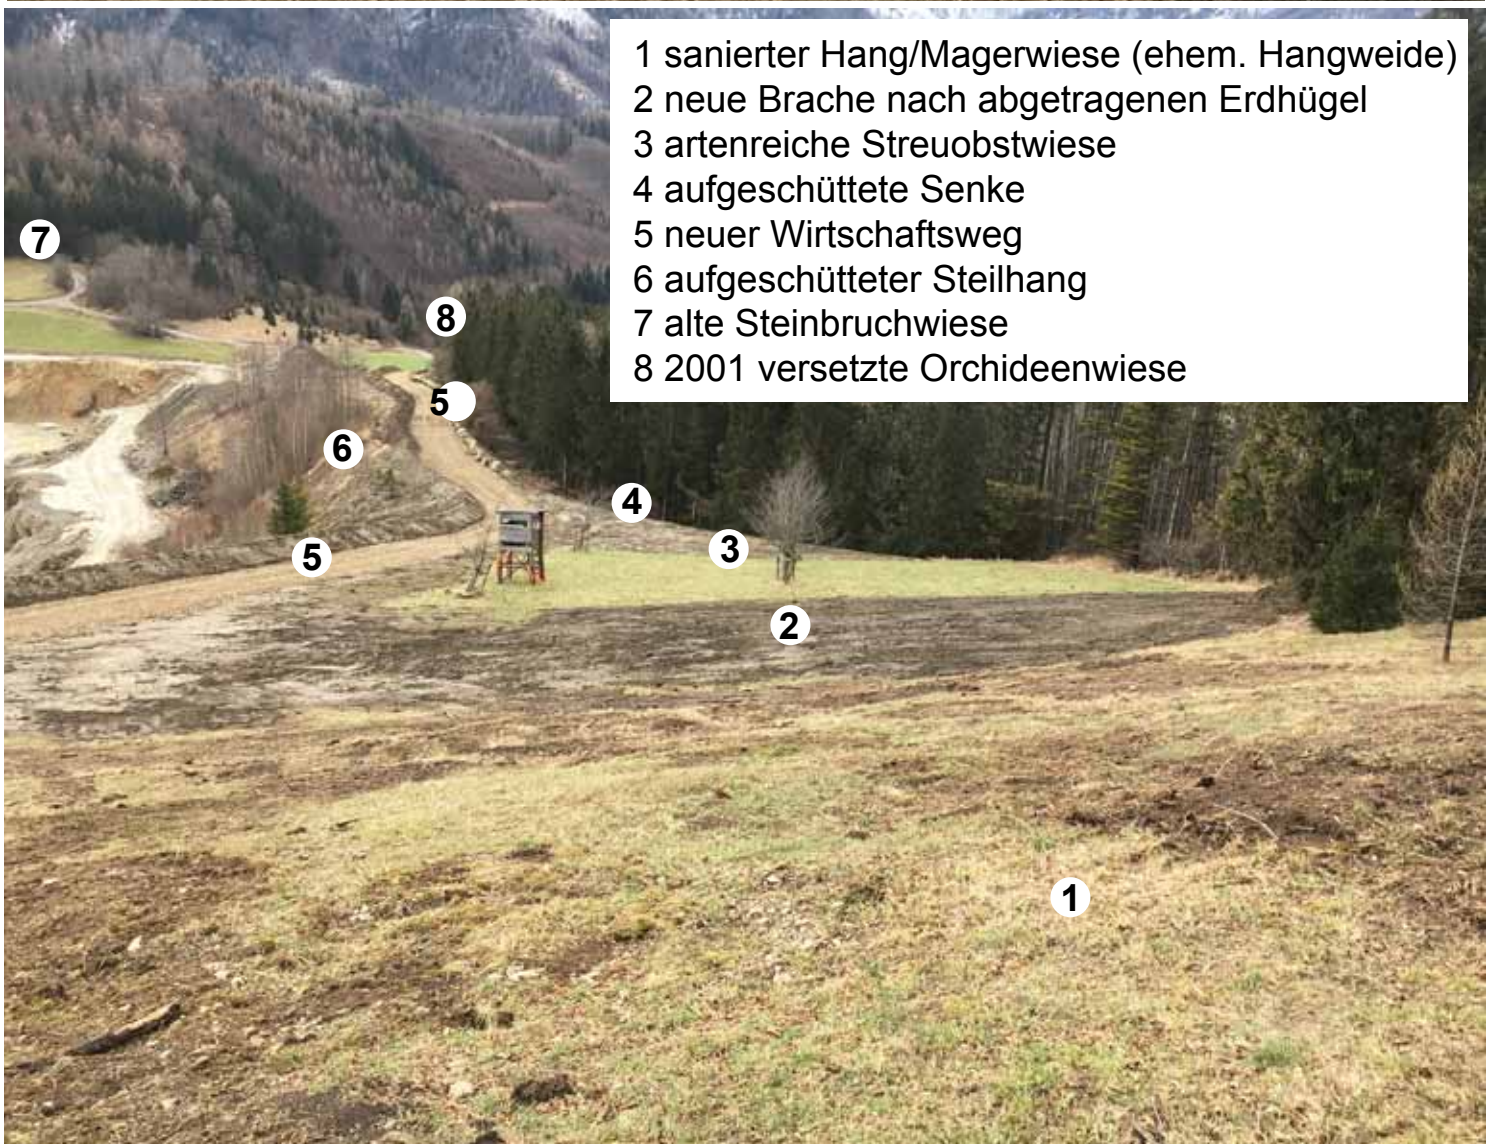 1 sanierter Hang/Magerwiese (ehem. Hangweide)
2 neue Brache nach abgetragenen Erdhügel
3 artenreiche Streuobstwiese
4 aufgeschüttete Senke
5 neuer Wirtschaftsweg
6 aufgeschütteter Steilhang
7 alte Steinbruchwiese
8 2001 versetzte Orchideenwiese
7
8
5
6
4
3
5
2
1